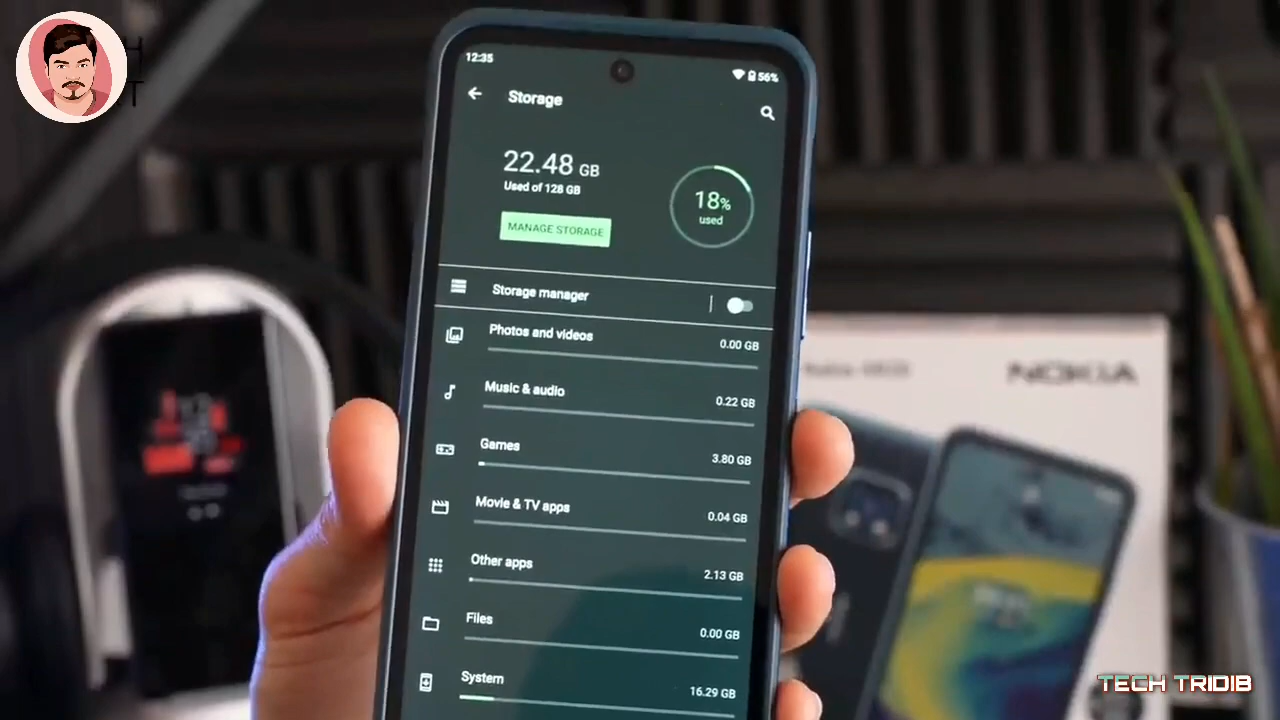 12:35
56%
Storage
22.48 GB
Used of 128 GB
18%
used
MANAGE STORAGE
Storage manager
Photos and videos
0.00 GB
Music & audio
0.22 GB
Games
3.80 GB
Movie & TV apps
0.04 GB
Other apps
2.13 GB
Files
0.00 GB
System
16.29 GB
NOKIA
TECH TRIDIB